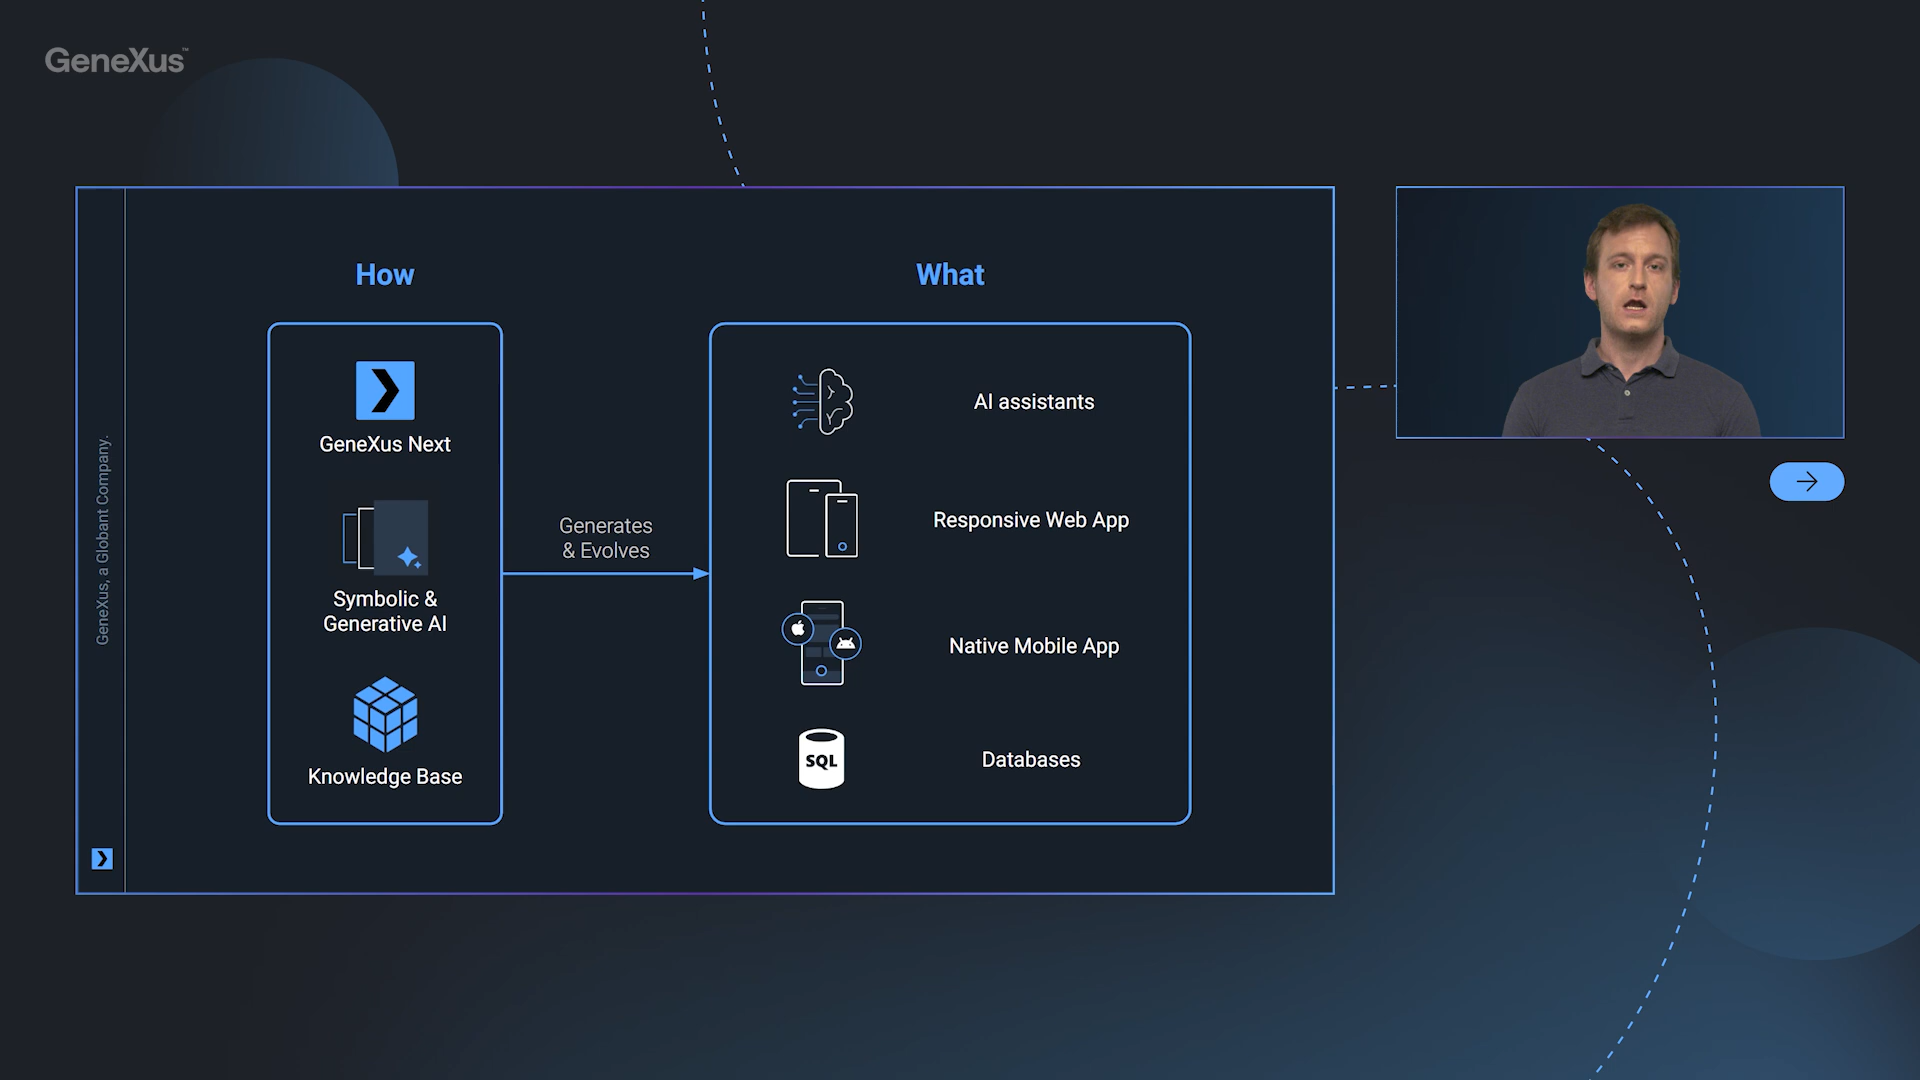 GeneXus™
GeneXus, a Globant Company.
How
GeneXus Next
Symbolic &
Generative AI
Knowledge Base
Generates
& Evolves
What
AI assistants
Responsive Web App
Native Mobile App
SQL
Databases